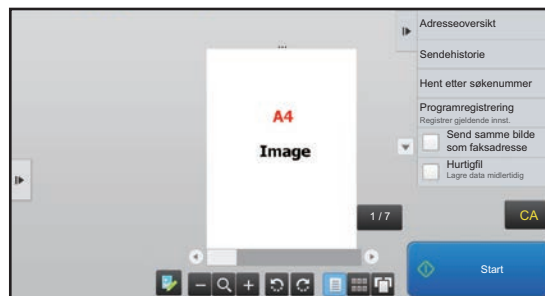 Adresseoversikt
Sendehistorie
Hent etter søkenummer
Programregistrering
Registrer gjeldende innst.
Send samme bilde
som faksadresse
Hurtigfil
Lagre data midlertidig
A4
Image
1 / 7
CA
Start